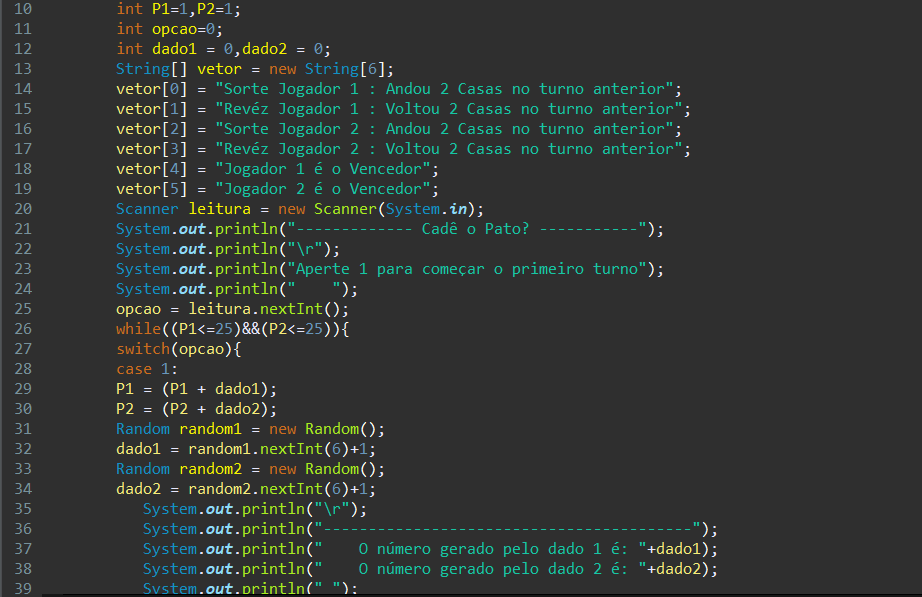 10 int P1=1,P2=1;
11 int opcao=0;
12 int dado1 = 0,dado2 = 0;
13 String[] vetor = new String[6];
14 vetor[0] = "Sorte Jogador 1 : Andou 2 Casas no turno anterior";
15 vetor[1] = "Revéz Jogador 1 : Voltou 2 Casas no turno anterior";
16 vetor[2] = "Sorte Jogador 2 : Andou 2 Casas no turno anterior";
17 vetor[3] = "Revéz Jogador 2 : Voltou 2 Casas no turno anterior";
18 vetor[4] = "Jogador 1 é o Vencedor";
19 vetor[5] = "Jogador 2 é o Vencedor";
20 Scanner leitura = new Scanner(System.in);
21 System.out.println("------------- Cadê o Pato? -----------");
22 System.out.println("\r");
23 System.out.println("Aperte 1 para começar o primeiro turno");
24 System.out.println("    ");
25 opcao = leitura.nextInt();
26 while((P1<=25)&&(P2<=25)){
27 switch(opcao){
28 case 1:
29 P1 = (P1 + dado1);
30 P2 = (P2 + dado2);
31 Random random1 = new Random();
32 dado1 = random1.nextInt(6)+1;
33 Random random2 = new Random();
34 dado2 = random2.nextInt(6)+1;
35 System.out.println("\r");
36 System.out.println("-----------------------------------------");
37 System.out.println("    O número gerado pelo dado 1 é: "+dado1);
38 System.out.println("    O número gerado pelo dado 2 é: "+dado2);
39 System.out.println(" ");